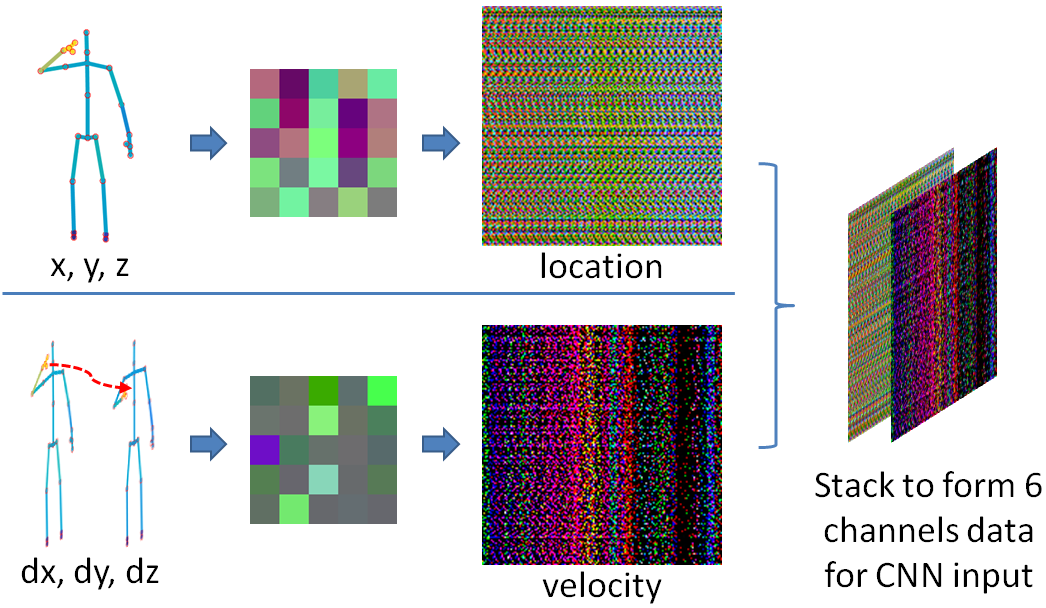 x, y, z
location
dx, dy, dz
velocity
Stack to form 6
channels data
for CNN input